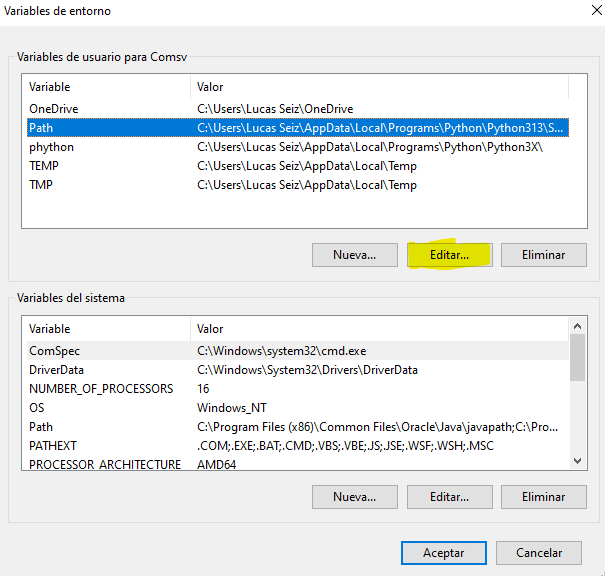 Variables de entorno
Variables de usuario para Comsv
Variable Valor
OneDrive C:\Users\Lucas Seiz\OneDrive
Path C:\Users\Lucas Seiz\AppData\Local\Programs\Python\Python313\S...
phython C:\Users\Lucas Seiz\AppData\Local\Programs\Python\Python3X\
TEMP C:\Users\Lucas Seiz\AppData\Local\Temp
TMP C:\Users\Lucas Seiz\AppData\Local\Temp
Nueva... Editar... Eliminar
Variables del sistema
Variable Valor
ComSpec C:\Windows\system32\cmd.exe
DriverData C:\Windows\System32\Drivers\DriverData
NUMBER_OF_PROCESSORS 16
OS Windows_NT
Path C:\Program Files (x86)\Common Files\Oracle\Java\javapath;C:\Pro...
PATHEXT .COM;.EXE;.BAT;.CMD;.VBS;.VBE;.JS;.JSE;.WSF;.WSH;.MSC
PROCESSOR_ARCHITECTURE AMD64
Nueva... Editar... Eliminar
Aceptar Cancelar